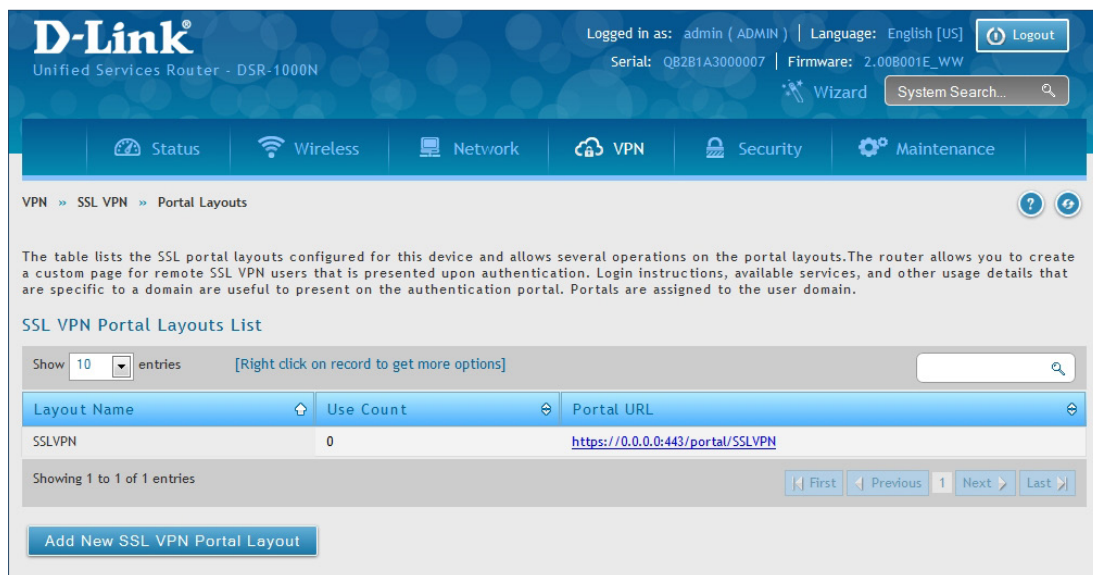 D-Link®
Logged in as: admin ( ADMIN ) | Language: English [US] Logout
Unified Services Router - DSR-1000N
Serial: QB2B1A3000007 | Firmware: 2.00B001E_WW
Wizard System Search...
Status Wireless Network VPN Security Maintenance
VPN » SSL VPN » Portal Layouts
The table lists the SSL portal layouts configured for this device and allows several operations on the portal layouts.The router allows you to create
a custom page for remote SSL VPN users that is presented upon authentication. Login instructions, available services, and other usage details that
are specific to a domain are useful to present on the authentication portal. Portals are assigned to the user domain.
SSL VPN Portal Layouts List
Show 10 entries [Right click on record to get more options]
Layout Name Use Count Portal URL
SSLVPN 0 https://0.0.0.0:443/portal/SSLVPN
Showing 1 to 1 of 1 entries First Previous 1 Next Last
Add New SSL VPN Portal Layout